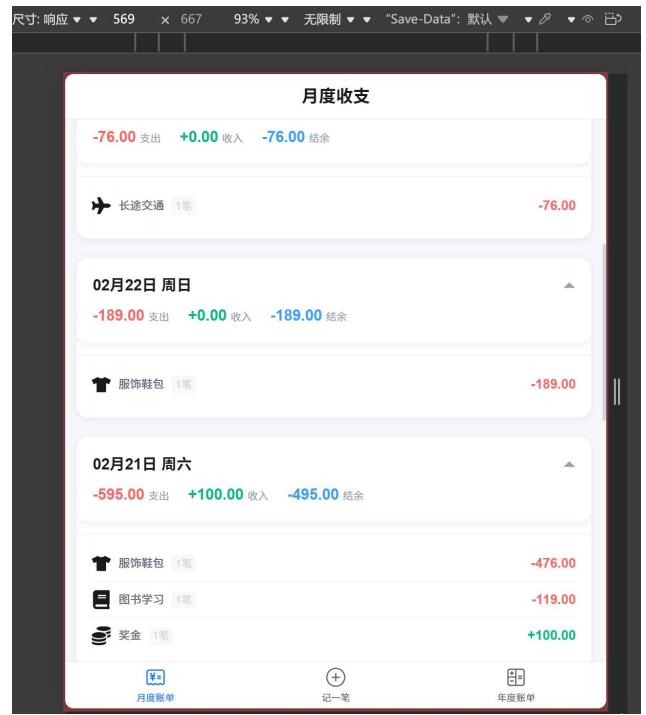 尺寸: 响应 ▼ 569 × 667 93% ▼ 无限制 ▼ “Save-Data”: 默认 ▼
月度收支
-76.00 支出 +0.00 收入 -76.00 结余
长途交通 1笔 -76.00
02月22日 周日
-189.00 支出 +0.00 收入 -189.00 结余
服饰鞋包 1笔 -189.00
02月21日 周六
-595.00 支出 +100.00 收入 -495.00 结余
服饰鞋包 1笔 -476.00
图书学习 1笔 -119.00
奖金 1笔 +100.00
月度账单 记一笔 年度账单